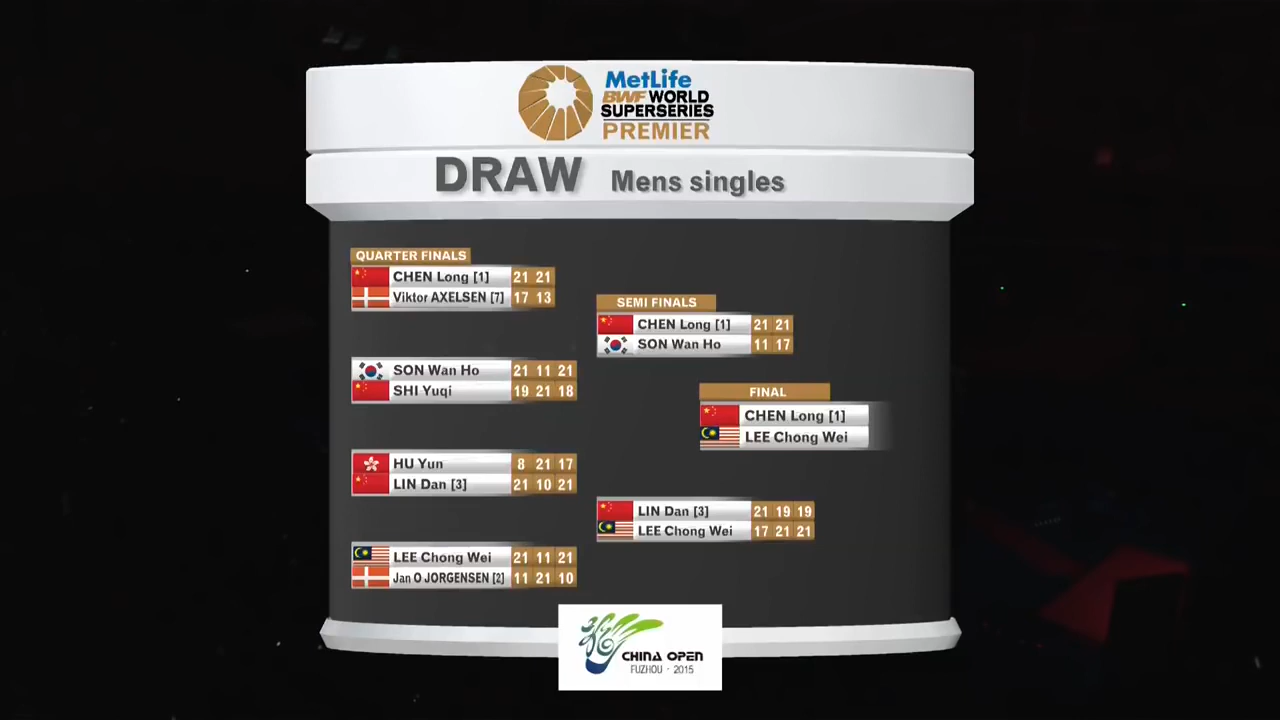 MetLife
BWF WORLD
SUPERSERIES
PREMIER
DRAW Mens singles
QUARTER FINALS
CHEN Long [1] 21 21
Viktor AXELSEN [7] 17 13
SON Wan Ho 21 11 21
SHI Yuqi 19 21 18
HU Yun 8 21 17
LIN Dan [3] 21 10 21
LEE Chong Wei 21 11 21
Jan O JORGENSEN [2] 11 21 10
SEMI FINALS
CHEN Long [1] 21 21
SON Wan Ho 11 17
LIN Dan [3] 21 19 19
LEE Chong Wei 17 21 21
FINAL
CHEN Long [1]
LEE Chong Wei
CHINA OPEN
FUZHOU · 2015